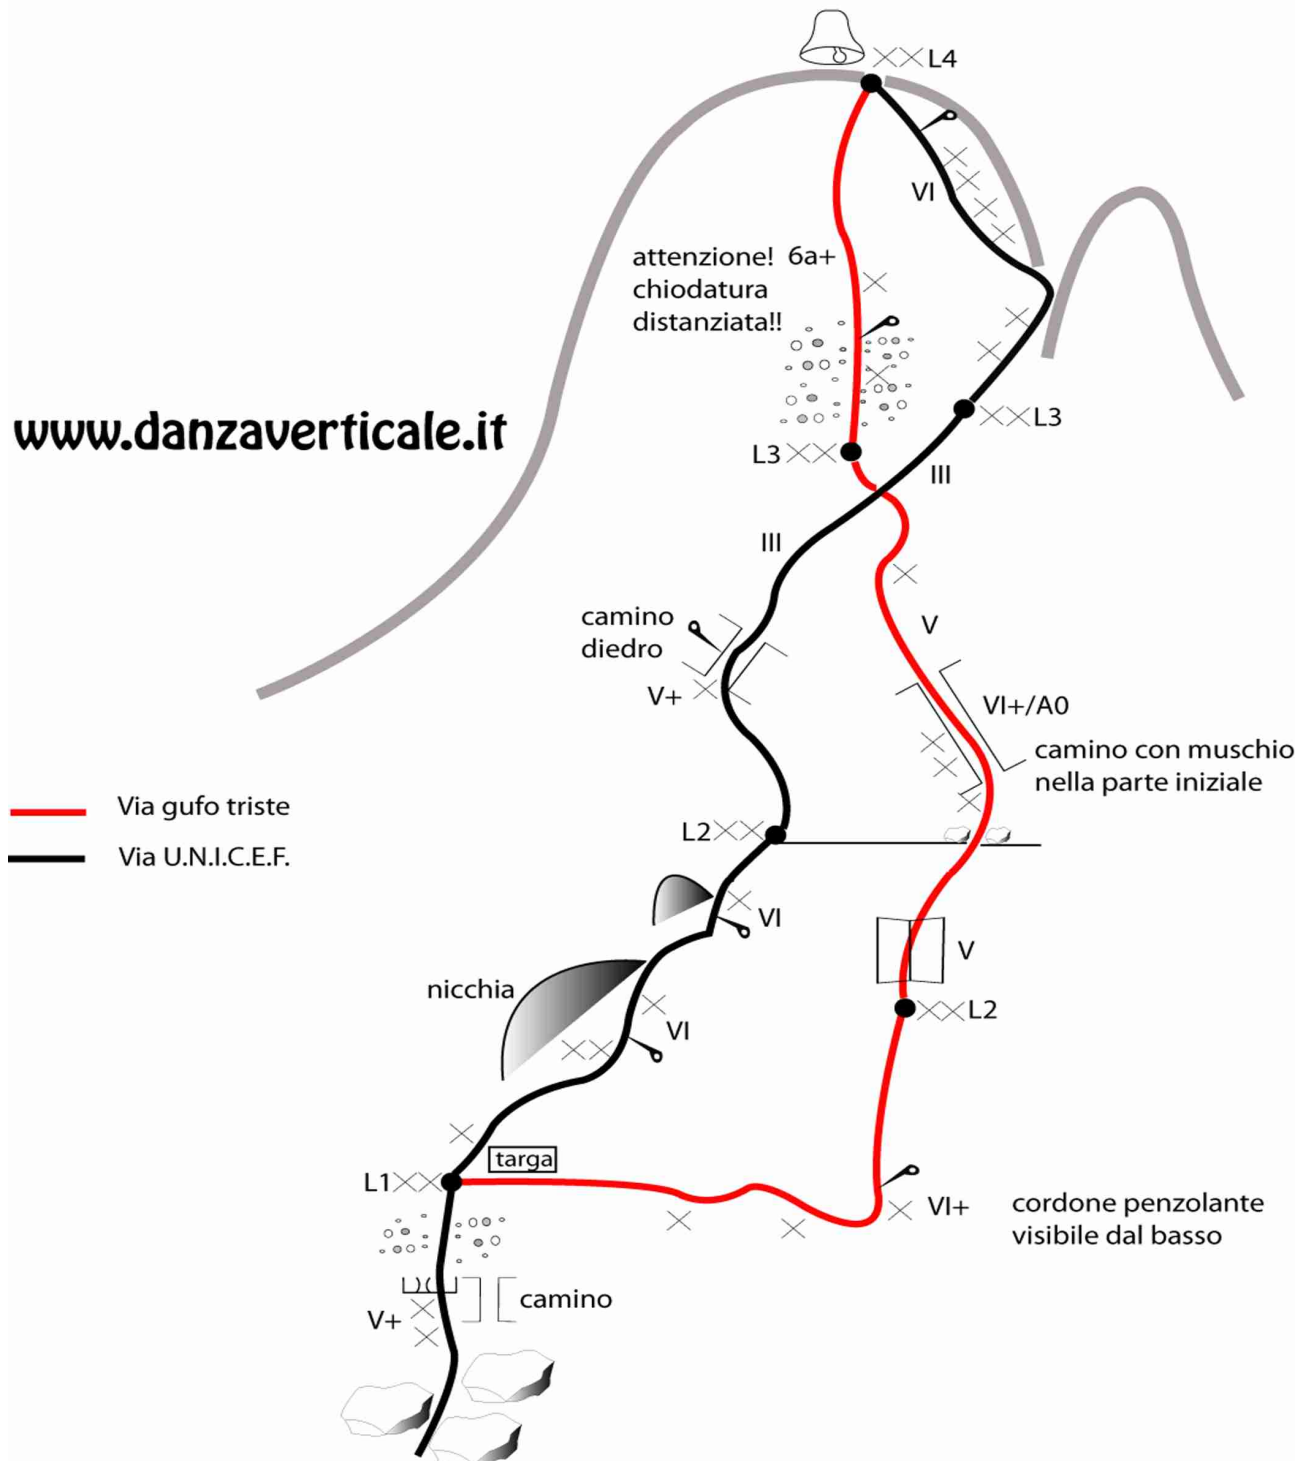 L4
VI
attenzione! 6a+
chiodatura
distanziata!!
www.danzaverticale.it
L3
L3
III
III
camino
diedro
V
V+
VI+/A0
camino con muschio
nella parte iniziale
Via gufo triste
Via U.N.I.C.E.F.
L2
VI
V
nicchia
L2
VI
targa
L1
VI+
cordone penzolante
visibile dal basso
camino
V+